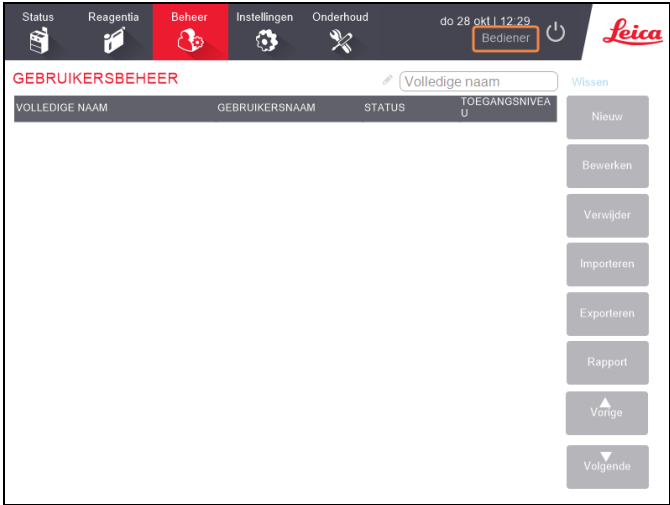 Status Reagentia Beheer Instellingen Onderhoud do 28 okt | 12:29
Bediener
Leica
GEBRUIKERSBEHEER Volledige naam Wissen
VOLLEDIGE NAAM GEBRUIKERSNAAM STATUS TOEGANGSNIVEA
U
Nieuw
Bewerken
Verwijder
Importeren
Exporteren
Rapport
Vorige
Volgende